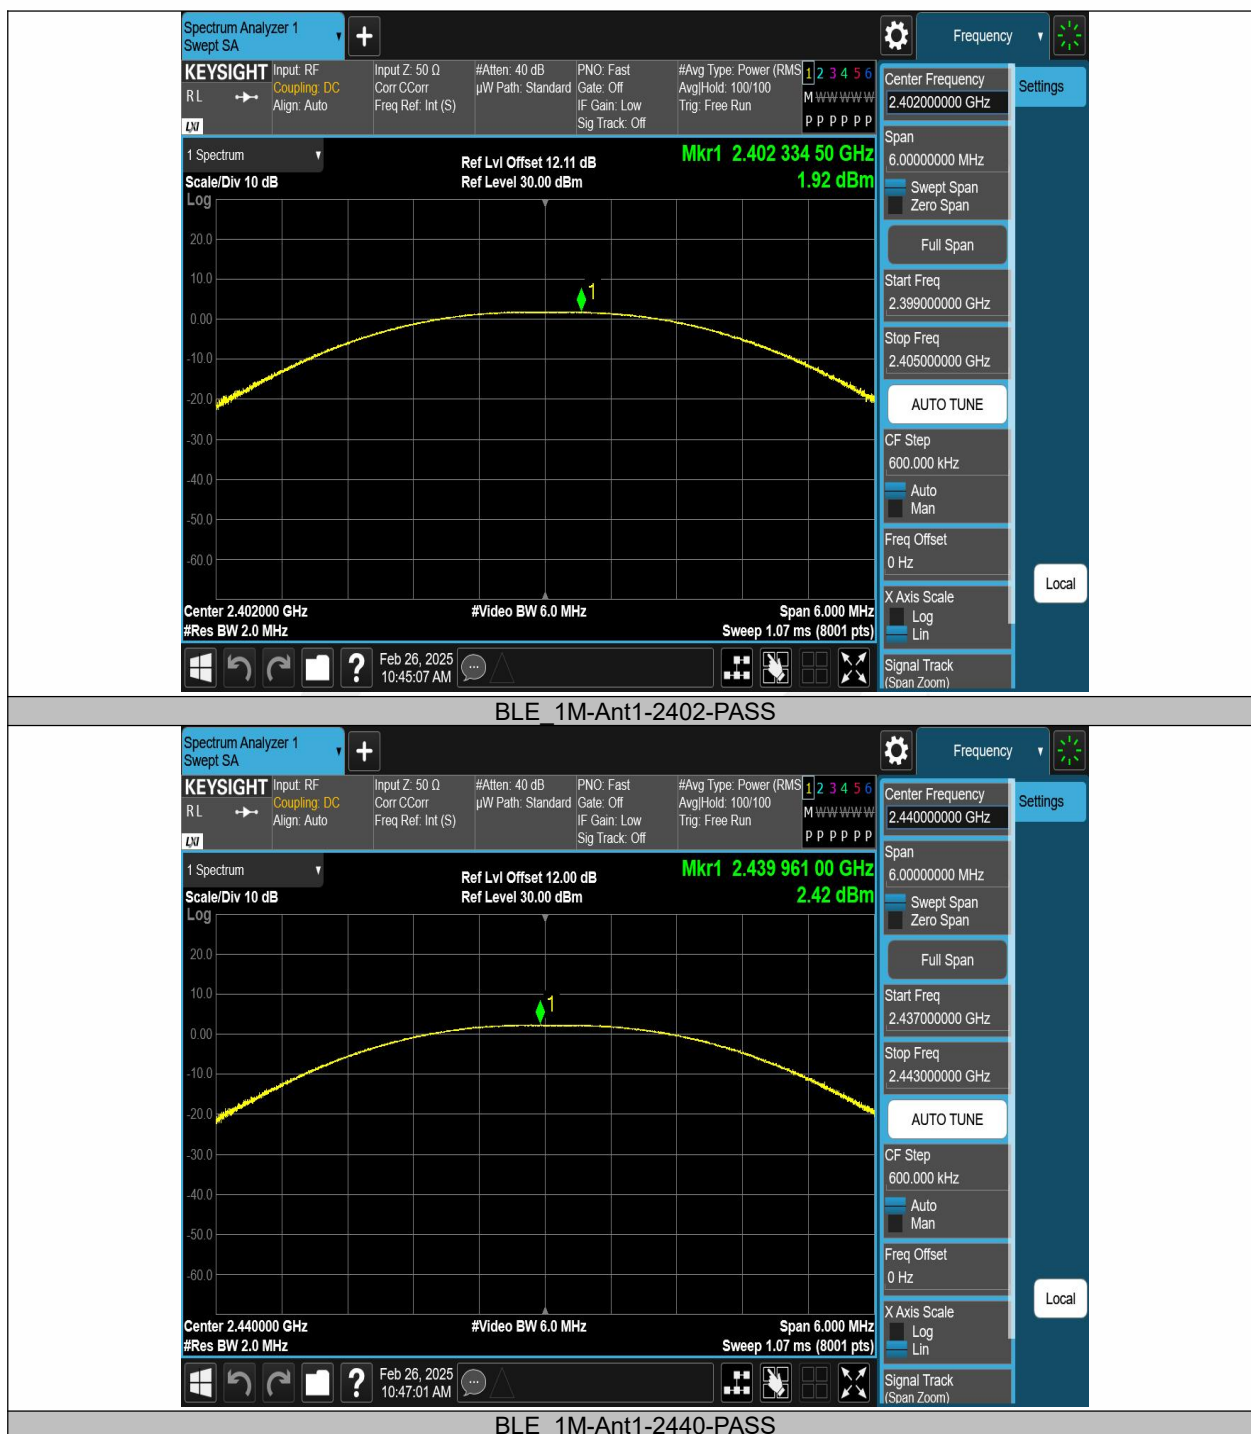 Spectrum Analyzer 1
Swept SA
Frequency
KEYSIGHT
RL
LXI
Input: RF
Coupling: DC
Align: Auto
Input Z: 50 Ω
Corr CCorr
Freq Ref: Int (S)
#Atten: 40 dB
µW Path: Standard
PNO: Fast
Gate: Off
IF Gain: Low
Sig Track: Off
#Avg Type: Power (RMS
Avg|Hold: 100/100
Trig: Free Run
1 2 3 4 5 6
M W W W W W
P P P P P P
1 Spectrum
Scale/Div 10 dB
Log
Ref Lvl Offset 12.11 dB
Ref Level 30.00 dBm
Mkr1 2.402 334 50 GHz
1.92 dBm
20.0
10.0
0.00
-10.0
-20.0
-30.0
-40.0
-50.0
-60.0
1
Center 2.402000 GHz
#Res BW 2.0 MHz
#Video BW 6.0 MHz
Span 6.000 MHz
Sweep 1.07 ms (8001 pts)
Feb 26, 2025
10:45:07 AM
Center Frequency
2.402000000 GHz
Span
6.00000000 MHz
Swept Span
Zero Span
Full Span
Start Freq
2.399000000 GHz
Stop Freq
2.405000000 GHz
AUTO TUNE
CF Step
600.000 kHz
Auto
Man
Freq Offset
0 Hz
X Axis Scale
Log
Lin
Signal Track
(Span Zoom)
Settings
Local
BLE_1M-Ant1-2402-PASS
Spectrum Analyzer 1
Swept SA
Frequency
KEYSIGHT
RL
LXI
Input: RF
Coupling: DC
Align: Auto
Input Z: 50 Ω
Corr CCorr
Freq Ref: Int (S)
#Atten: 40 dB
µW Path: Standard
PNO: Fast
Gate: Off
IF Gain: Low
Sig Track: Off
#Avg Type: Power (RMS
Avg|Hold: 100/100
Trig: Free Run
1 2 3 4 5 6
M W W W W W
P P P P P P
1 Spectrum
Scale/Div 10 dB
Log
Ref Lvl Offset 12.00 dB
Ref Level 30.00 dBm
Mkr1 2.439 961 00 GHz
2.42 dBm
20.0
10.0
0.00
-10.0
-20.0
-30.0
-40.0
-50.0
-60.0
1
Center 2.440000 GHz
#Res BW 2.0 MHz
#Video BW 6.0 MHz
Span 6.000 MHz
Sweep 1.07 ms (8001 pts)
Feb 26, 2025
10:47:01 AM
Center Frequency
2.440000000 GHz
Span
6.00000000 MHz
Swept Span
Zero Span
Full Span
Start Freq
2.437000000 GHz
Stop Freq
2.443000000 GHz
AUTO TUNE
CF Step
600.000 kHz
Auto
Man
Freq Offset
0 Hz
X Axis Scale
Log
Lin
Signal Track
(Span Zoom)
Settings
Local
BLE_1M-Ant1-2440-PASS